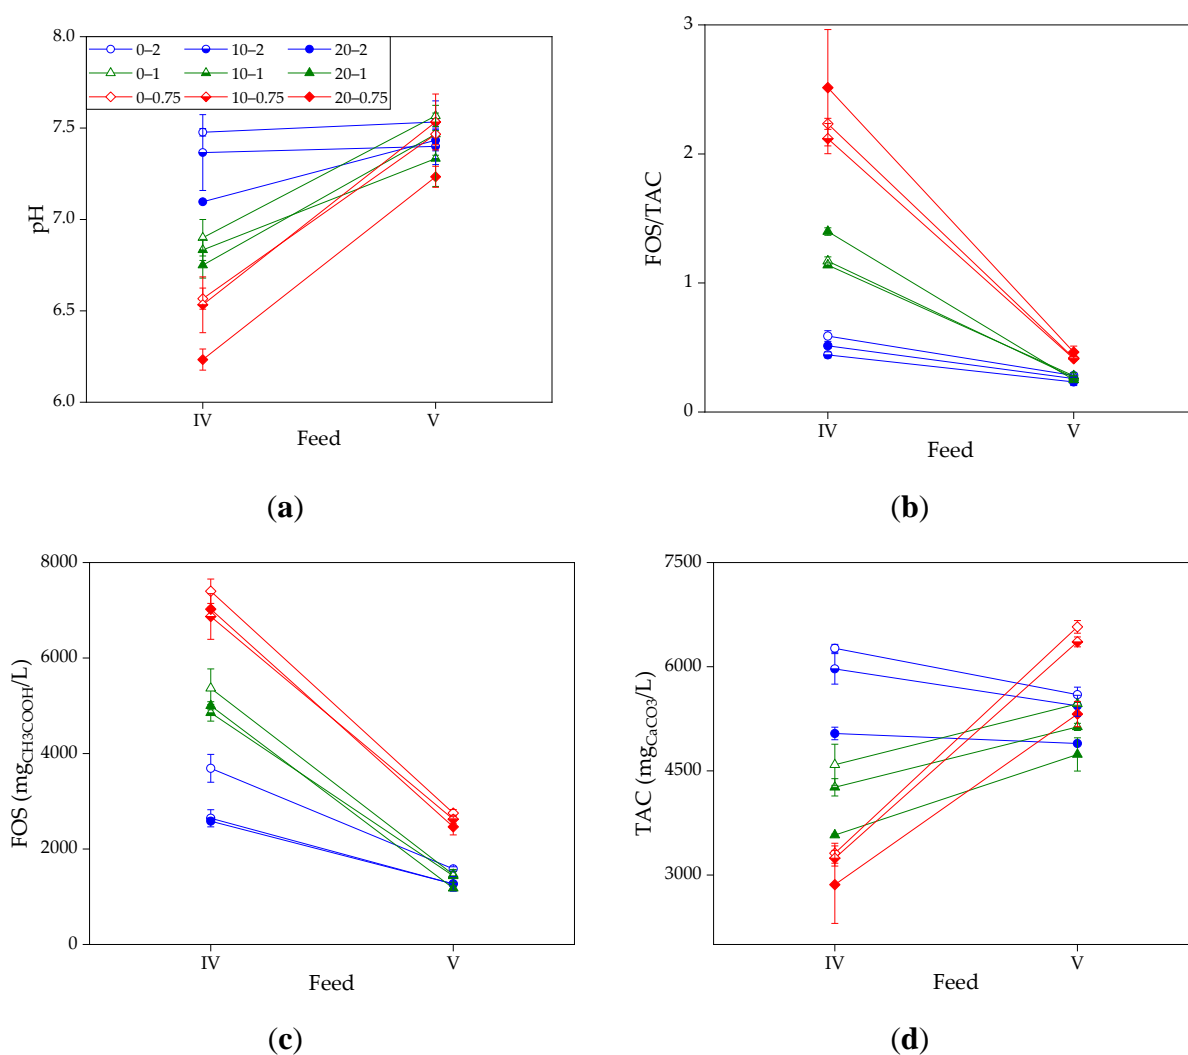 8.0
0–2 10–2 20–2
0–1 10–1 20–1
0–0.75 10–0.75 20–0.75
7.5
7.0
6.5
6.0
pH
IV V
Feed
(a)
3
2
1
0
FOS/TAC
IV V
Feed
(b)
8000
6000
4000
2000
0
FOS (mgCH3COOH/L)
IV V
Feed
(c)
7500
6000
4500
3000
TAC (mgCaCO3/L)
IV V
Feed
(d)